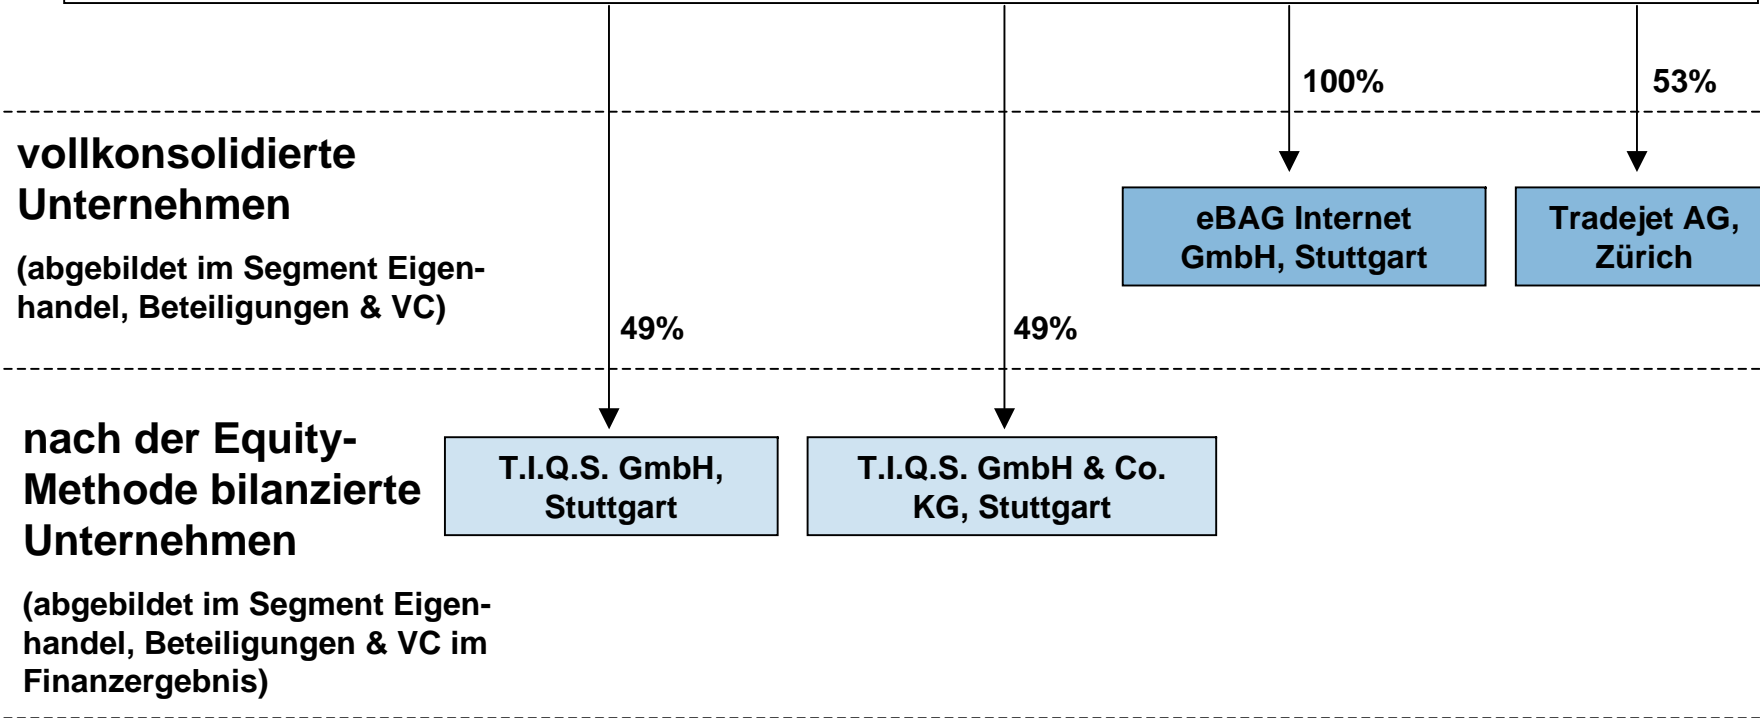 100%
53%
vollkonsolidierte
Unternehmen
(abgebildet im Segment Eigen-
handel, Beteiligungen & VC)
eBAG Internet
GmbH, Stuttgart
Tradejet AG,
Zürich
49%
49%
nach der Equity-
Methode bilanzierte
Unternehmen
(abgebildet im Segment Eigen-
handel, Beteiligungen & VC im
Finanzergebnis)
T.I.Q.S. GmbH,
Stuttgart
T.I.Q.S. GmbH & Co.
KG, Stuttgart